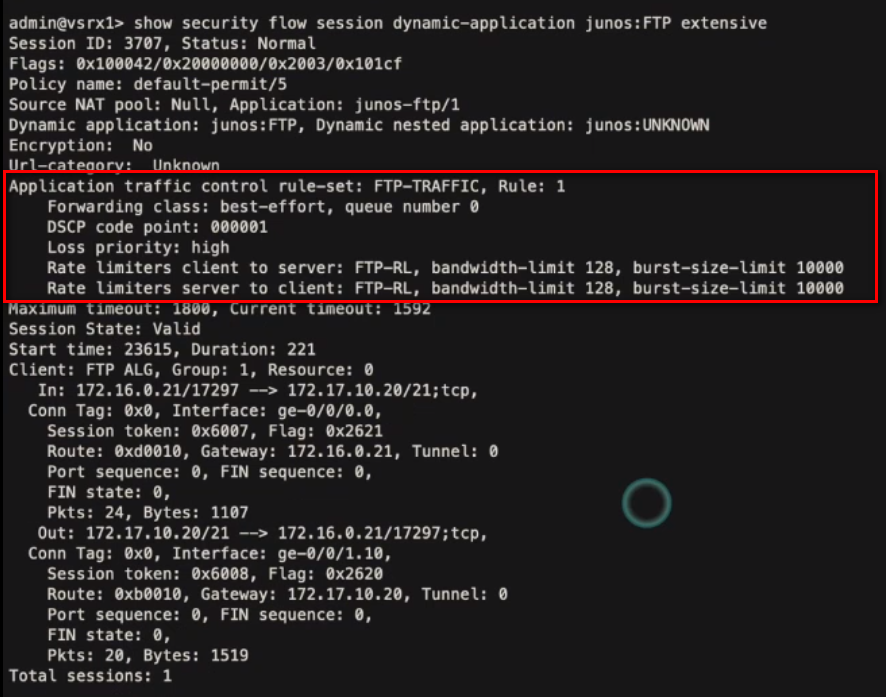 admin@vsrx1> show security flow session dynamic-application junos:FTP extensive
Session ID: 3707, Status: Normal
Flags: 0x100042/0x20000000/0x2003/0x101cf
Policy name: default-permit/5
Source NAT pool: Null, Application: junos-ftp/1
Dynamic application: junos:FTP, Dynamic nested application: junos:UNKNOWN
Encryption:  No
Url-category:  Unknown
Application traffic control rule-set: FTP-TRAFFIC, Rule: 1
    Forwarding class: best-effort, queue number 0
    DSCP code point: 000001
    Loss priority: high
    Rate limiters client to server: FTP-RL, bandwidth-limit 128, burst-size-limit 10000
    Rate limiters server to client: FTP-RL, bandwidth-limit 128, burst-size-limit 10000
Maximum timeout: 1800, Current timeout: 1592
Session State: Valid
Start time: 23615, Duration: 221
Client: FTP ALG, Group: 1, Resource: 0
   In: 172.16.0.21/17297 --> 172.17.10.20/21;tcp,
  Conn Tag: 0x0, Interface: ge-0/0/0.0,
    Session token: 0x6007, Flag: 0x2621
    Route: 0xd0010, Gateway: 172.16.0.21, Tunnel: 0
    Port sequence: 0, FIN sequence: 0,
    FIN state: 0,
    Pkts: 24, Bytes: 1107
   Out: 172.17.10.20/21 --> 172.16.0.21/17297;tcp,
  Conn Tag: 0x0, Interface: ge-0/0/1.10,
    Session token: 0x6008, Flag: 0x2620
    Route: 0xb0010, Gateway: 172.17.10.20, Tunnel: 0
    Port sequence: 0, FIN sequence: 0,
    FIN state: 0,
    Pkts: 20, Bytes: 1519
Total sessions: 1